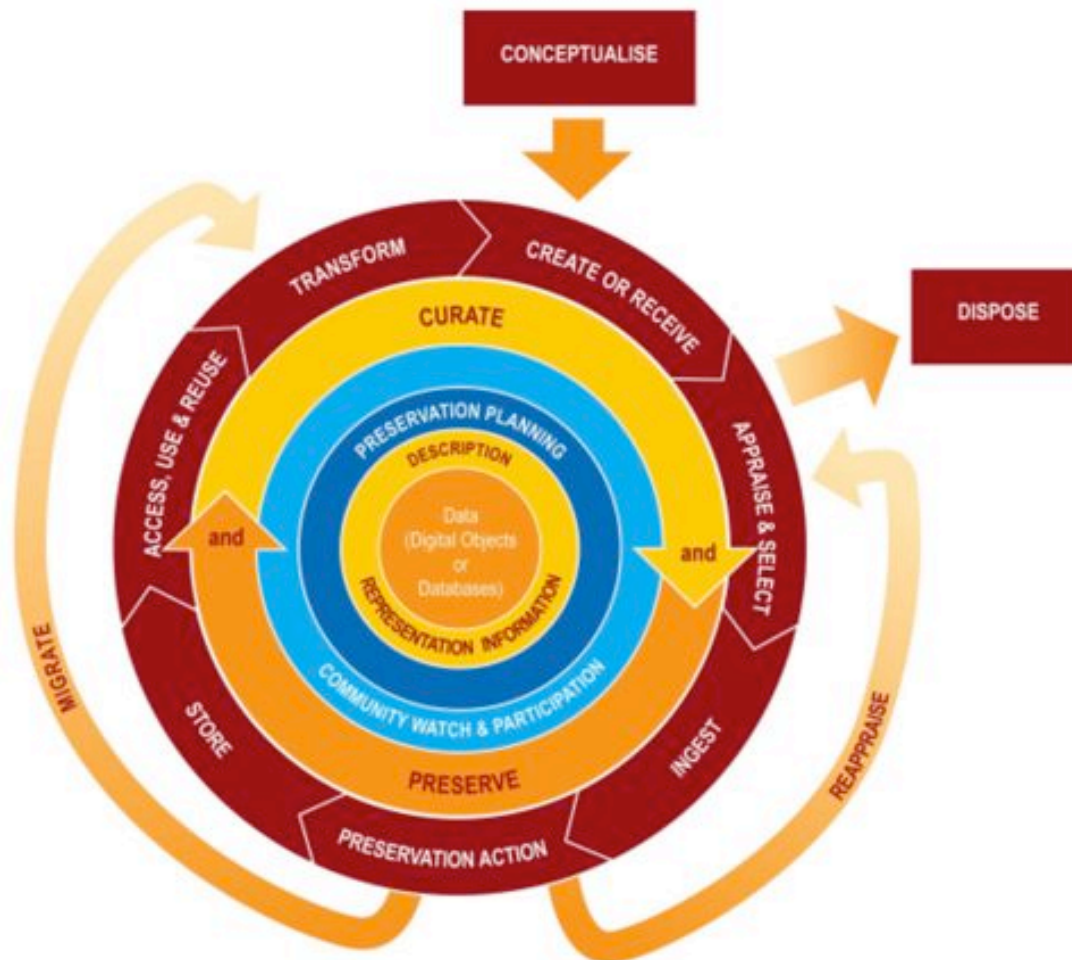 CONCEPTUALISE
DISPOSE
TRANSFORM
CREATE OR RECEIVE
APPRAISE & SELECT
INGEST
PRESERVATION ACTION
STORE
ACCESS, USE & REUSE
CURATE
and
PRESERVE
and
COMMUNITY WATCH & PARTICIPATION
PRESERVATION PLANNING
DESCRIPTION
REPRESENTATION INFORMATION
Data
(Digital Objects
or
Databases)
MIGRATE
REAPPRAISE